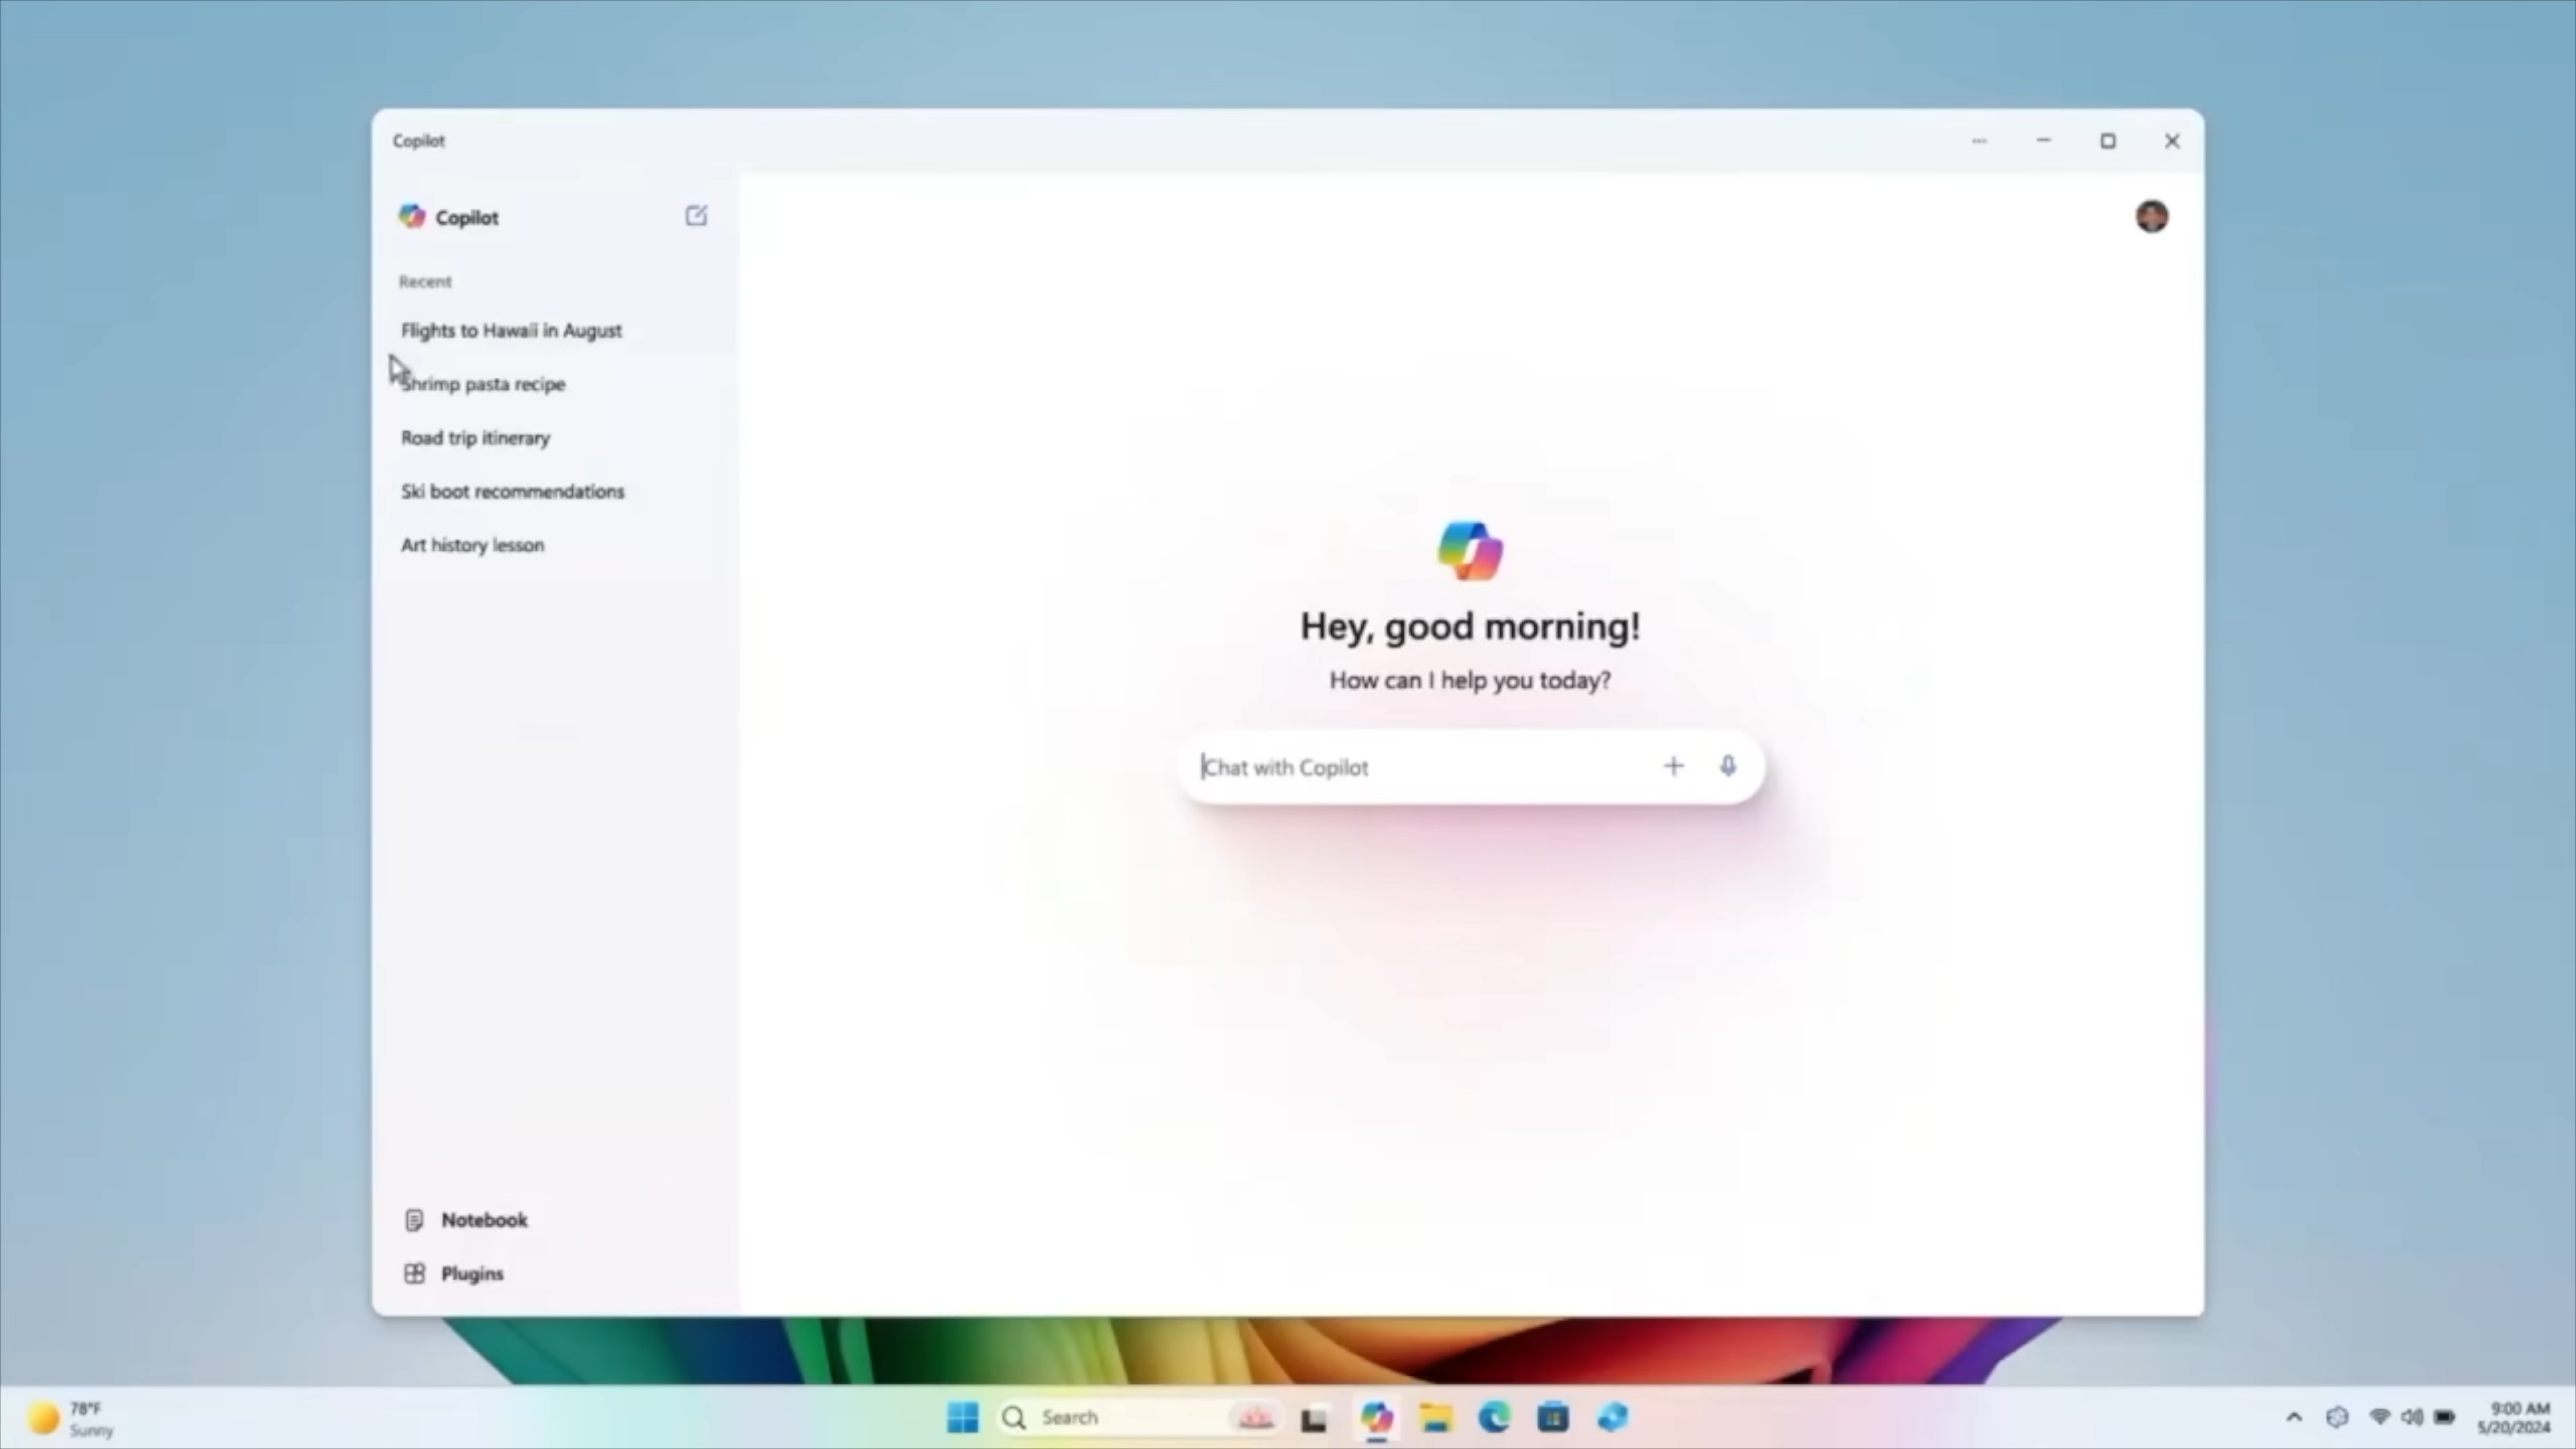 Copilot
Copilot
Recent
Flights to Hawaii in August
Shrimp pasta recipe
Road trip itinerary
Ski boot recommendations
Art history lesson
Hey, good morning!
How can I help you today?
Chat with Copilot
Notebook
Plugins
78°F
Sunny
Search
9:00 AM
5/20/2024